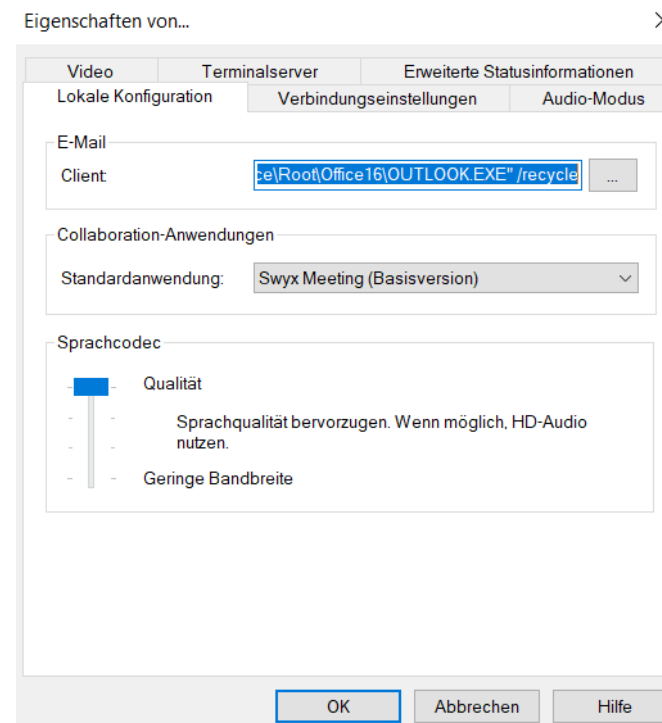 Eigenschaften von...
Video Terminalserver Erweiterte Statusinformationen
Lokale Konfiguration Verbindungseinstellungen Audio-Modus
E-Mail
Client: ce\Root\Office16\OUTLOOK.EXE" /recycle ...
Collaboration-Anwendungen
Standardanwendung: Swyx Meeting (Basisversion)
Sprachcodec
Qualität
Sprachqualität bervorzugen. Wenn möglich, HD-Audio
nutzen.
Geringe Bandbreite
OK Abbrechen Hilfe